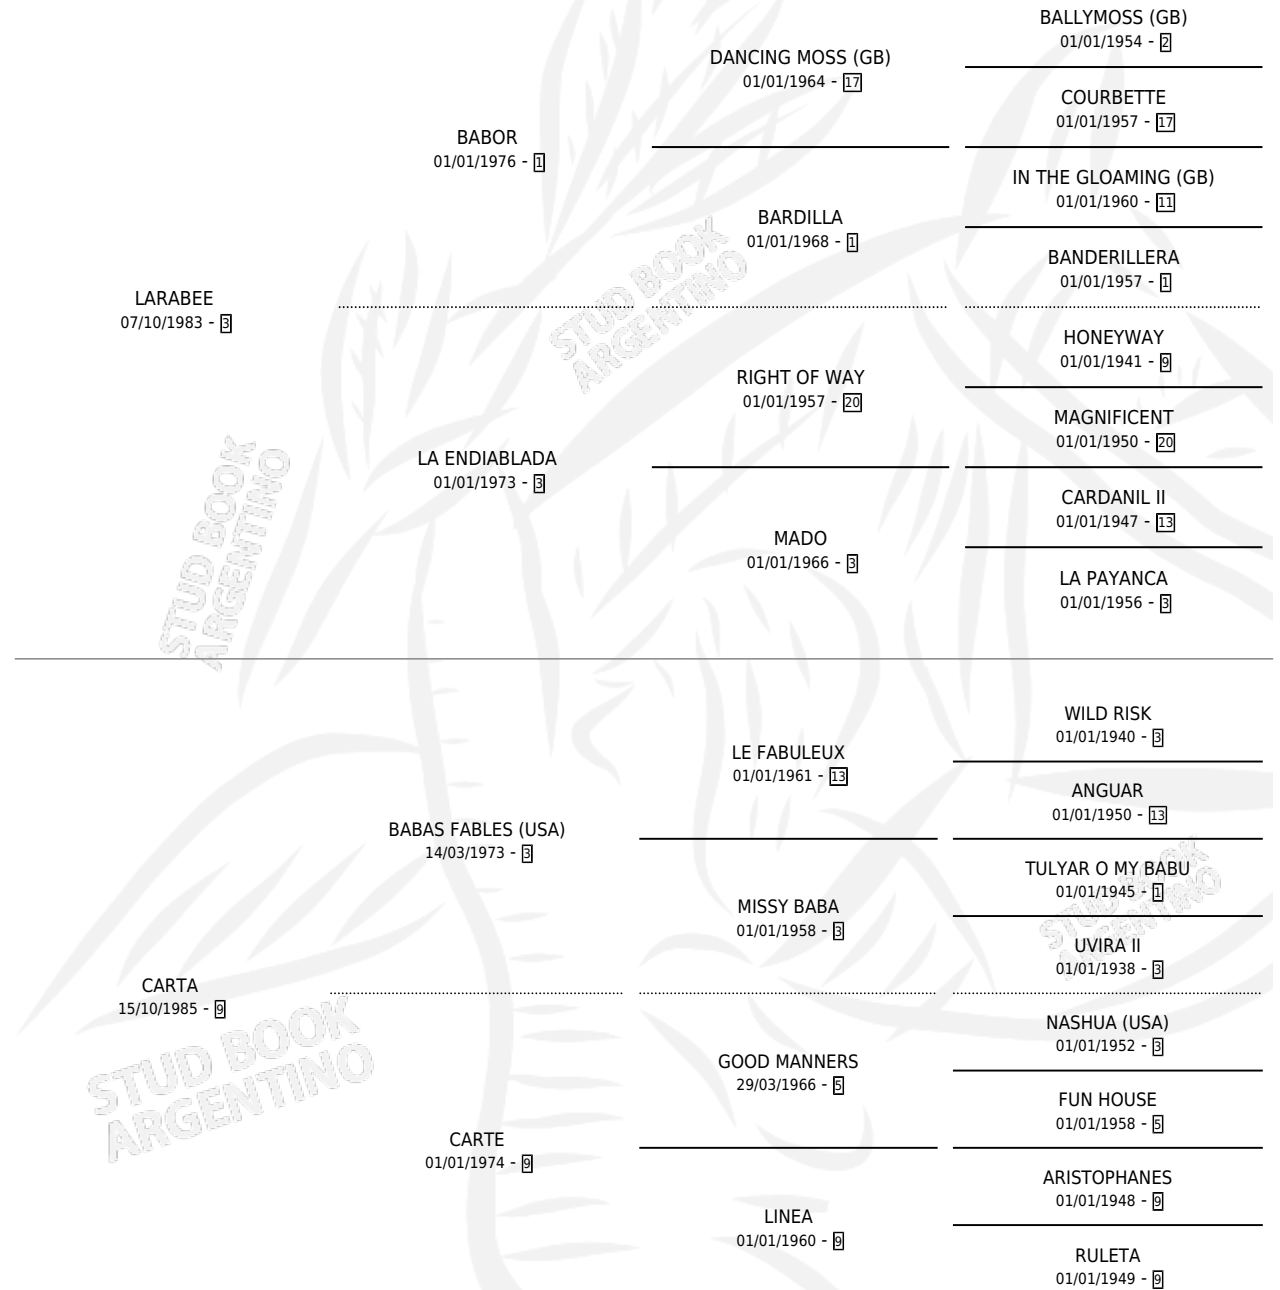 BALLYMOSS (GB)
01/01/1954 - 2
DANCING MOSS (GB)
01/01/1964 - 17
COURBETTE
01/01/1957 - 17
BABOR
01/01/1976 - 1
IN THE GLOAMING (GB)
01/01/1960 - 11
BARDILLA
01/01/1968 - 1
BANDERILLERA
01/01/1957 - 1
LARABEE
07/10/1983 - 3
HONEYWAY
01/01/1941 - 9
RIGHT OF WAY
01/01/1957 - 20
MAGNIFICENT
01/01/1950 - 20
LA ENDIABLADA
01/01/1973 - 3
CARDANIL II
01/01/1947 - 13
MADO
01/01/1966 - 3
LA PAYANCA
01/01/1956 - 3
STUD BOOK
ARGENTINO
STUD BOOK
ARGENTINO
WILD RISK
01/01/1940 - 3
LE FABULEUX
01/01/1961 - 13
ANGUAR
01/01/1950 - 13
BABAS FABLES (USA)
14/03/1973 - 3
TULYAR O MY BABU
01/01/1945 - 1
MISSY BABA
01/01/1958 - 3
UVIRA II
01/01/1938 - 3
STUD BOOK
ARGENTINO
CARTA
15/10/1985 - 9
NASHUA (USA)
01/01/1952 - 3
GOOD MANNERS
29/03/1966 - 5
FUN HOUSE
01/01/1958 - 5
CARTE
01/01/1974 - 9
ARISTOPHANES
01/01/1948 - 9
LINEA
01/01/1960 - 9
RULETA
01/01/1949 - 9
STUD BOOK
ARGENTINO